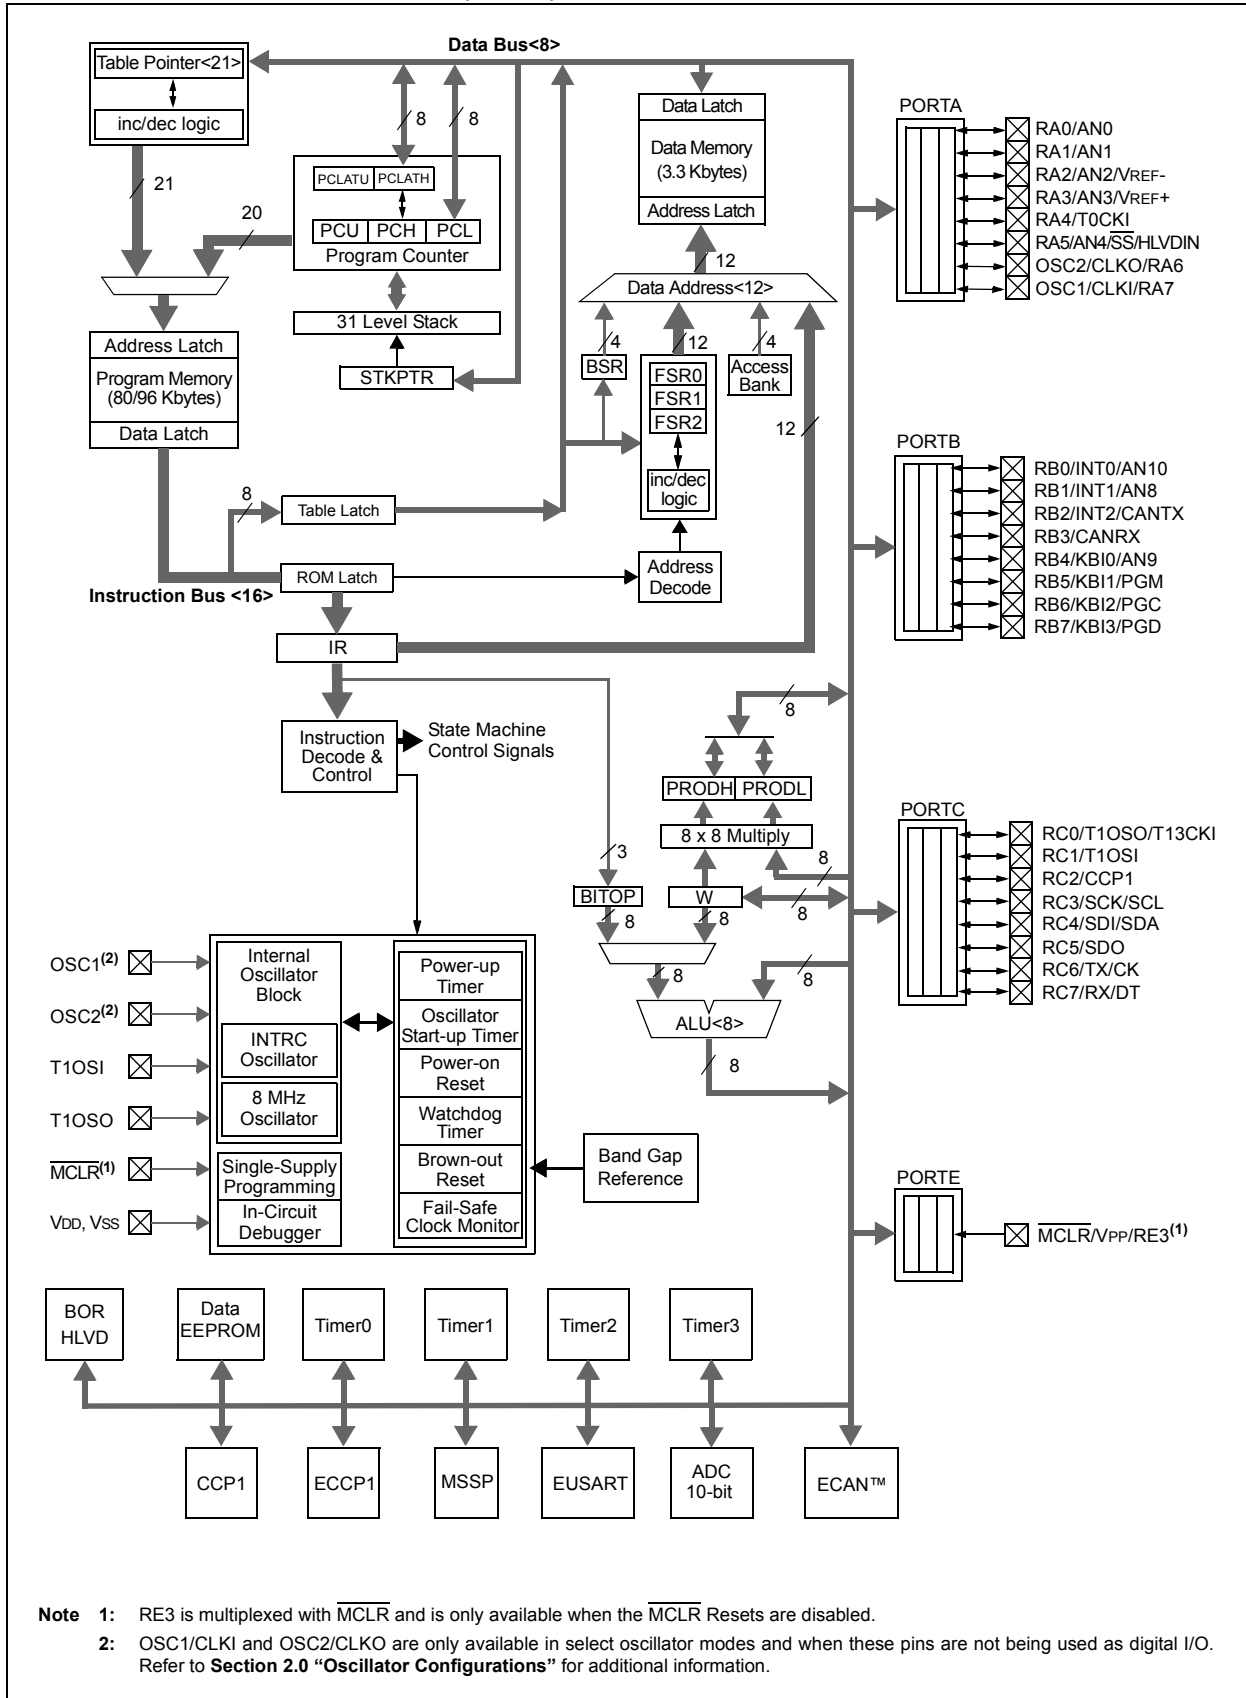 Data Bus<8>
Table Pointer<21>
inc/dec logic
21
20
8
8
PCLATU PCLATH
PCU PCH PCL
Program Counter
31 Level Stack
STKPTR
Address Latch
Program Memory
(80/96 Kbytes)
Data Latch
8
Table Latch
ROM Latch
Instruction Bus <16>
IR
Data Latch
Data Memory
(3.3 Kbytes)
Address Latch
12
Data Address<12>
4
12
4
BSR
FSR0
FSR1
FSR2
inc/dec
logic
Access
Bank
12
Address
Decode
Instruction
Decode &
Control
State Machine
Control Signals
8
PRODH PRODL
8 x 8 Multiply
3
8
BITOP
W
8
8
8
8
8
ALU<8>
8
OSC1(2)
OSC2(2)
T1OSI
T1OSO
MCLR(1)
VDD, VSS
Internal
Oscillator
Block
INTRC
Oscillator
8 MHz
Oscillator
Single-Supply
Programming
In-Circuit
Debugger
Power-up
Timer
Oscillator
Start-up Timer
Power-on
Reset
Watchdog
Timer
Brown-out
Reset
Fail-Safe
Clock Monitor
Band Gap
Reference
PORTA
RA0/AN0
RA1/AN1
RA2/AN2/VREF-
RA3/AN3/VREF+
RA4/T0CKI
RA5/AN4/SS/HLVDIN
OSC2/CLKO/RA6
OSC1/CLKI/RA7
PORTB
RB0/INT0/AN10
RB1/INT1/AN8
RB2/INT2/CANTX
RB3/CANRX
RB4/KBI0/AN9
RB5/KBI1/PGM
RB6/KBI2/PGC
RB7/KBI3/PGD
PORTC
RC0/T1OSO/T13CKI
RC1/T1OSI
RC2/CCP1
RC3/SCK/SCL
RC4/SDI/SDA
RC5/SDO
RC6/TX/CK
RC7/RX/DT
PORTE
MCLR/VPP/RE3(1)
BOR
HLVD
Data
EEPROM
Timer0
Timer1
Timer2
Timer3
CCP1
ECCP1
MSSP
EUSART
ADC
10-bit
ECAN™
Note 1: RE3 is multiplexed with MCLR and is only available when the MCLR Resets are disabled.
2: OSC1/CLKI and OSC2/CLKO are only available in select oscillator modes and when these pins are not being used as digital I/O.
Refer to Section 2.0 “Oscillator Configurations” for additional information.